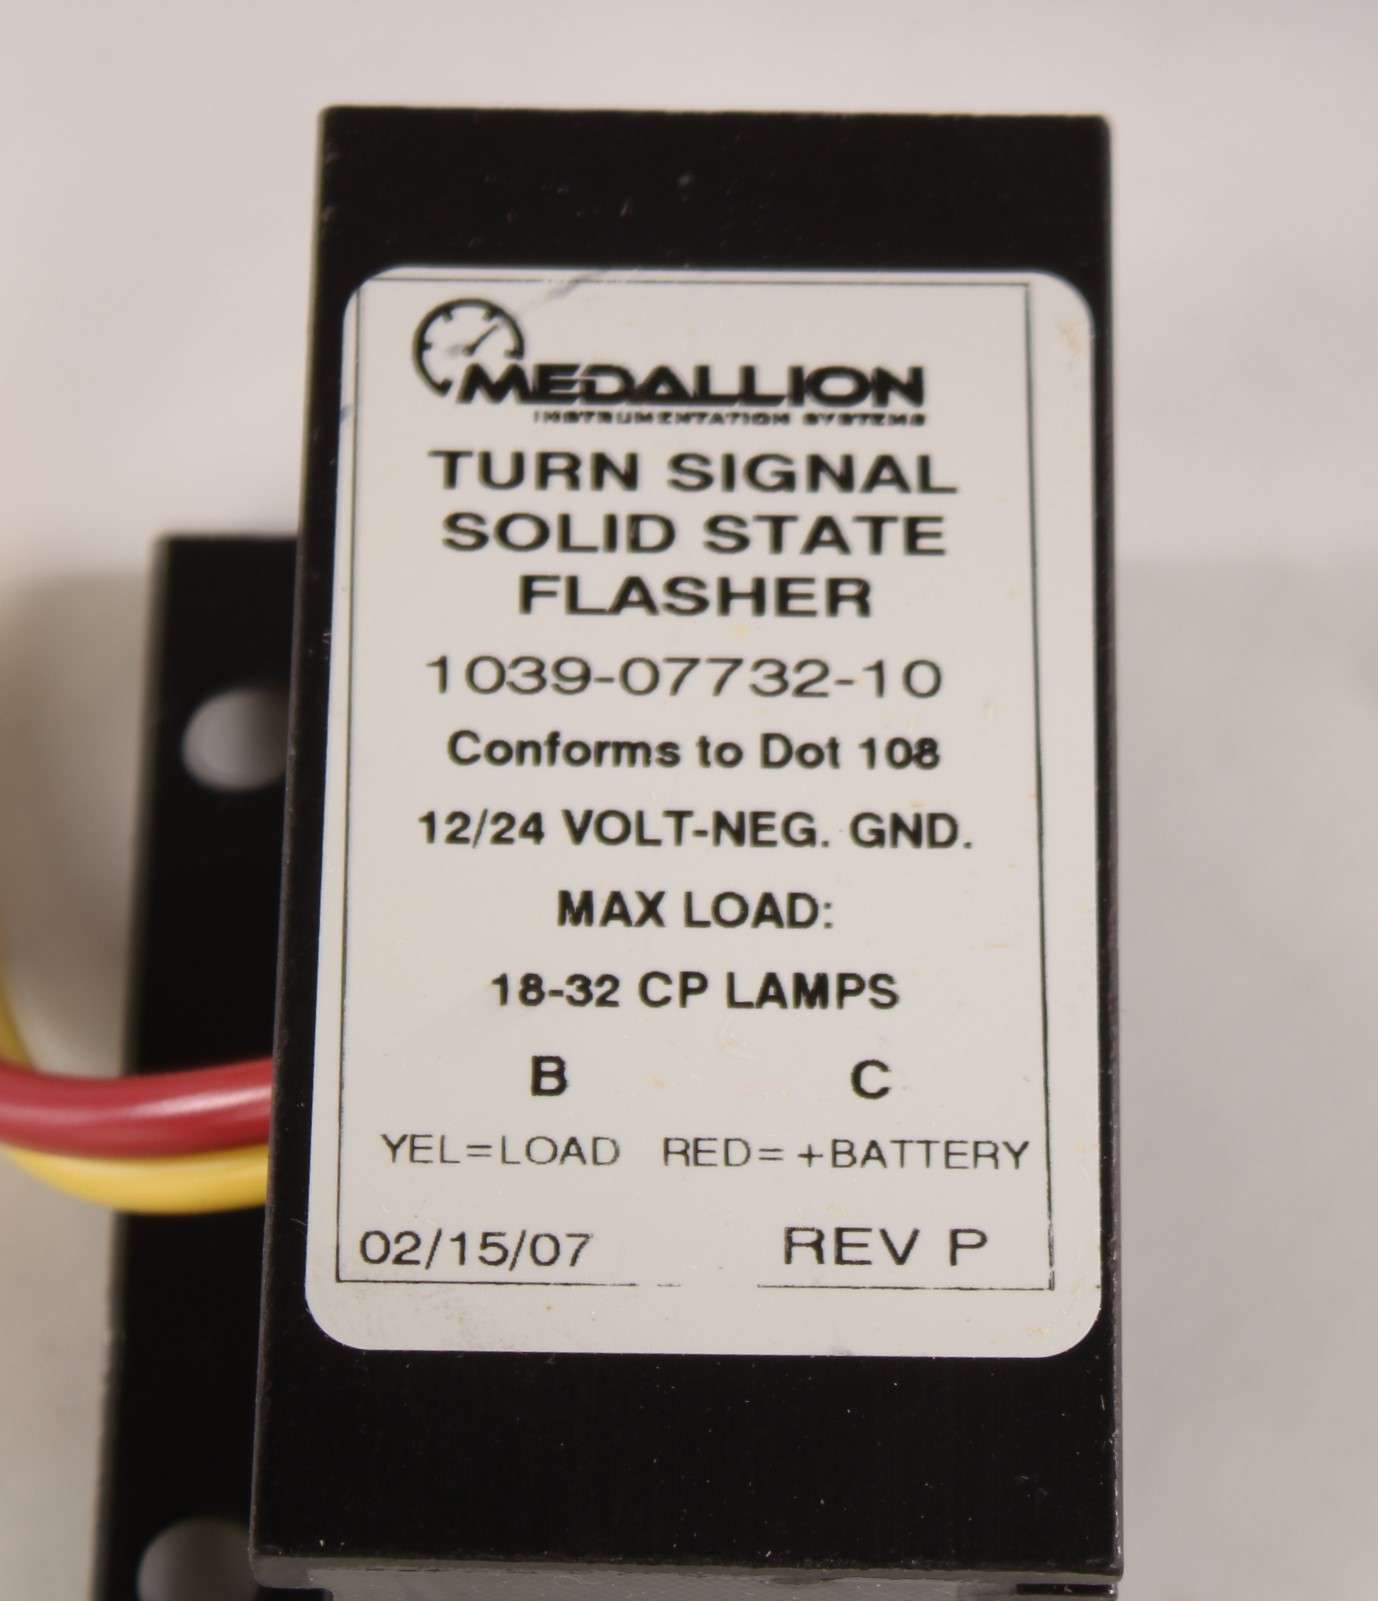 MEDALLION
INSTRUMENTATION SYSTEMS
TURN SIGNAL
SOLID STATE
FLASHER
1039-07732-10
Conforms to Dot 108
12/24 VOLT-NEG. GND.
MAX LOAD:
18-32 CP LAMPS
B C
YEL=LOAD RED= +BATTERY
02/15/07 REV P